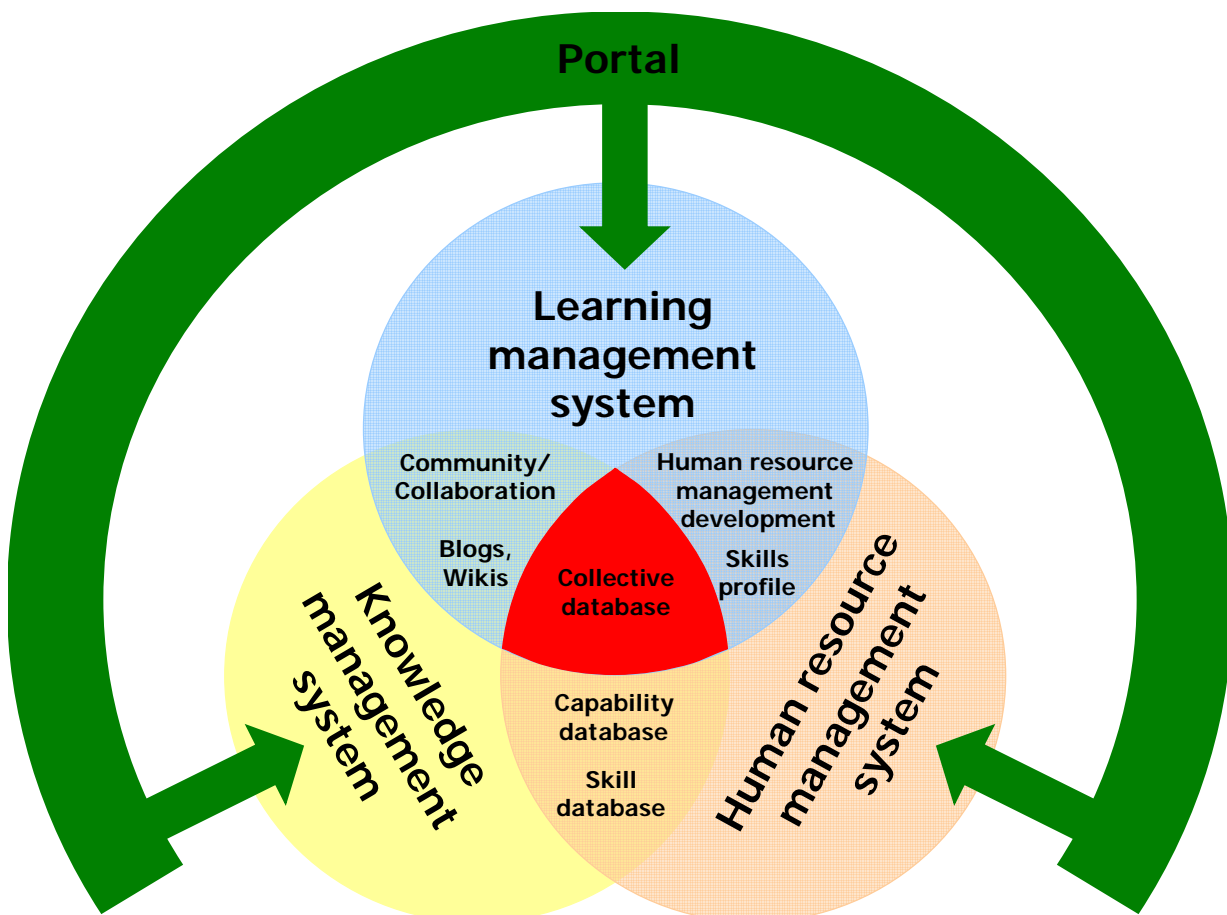 Portal
Learning
management
system
Community/
Collaboration
Blogs,
Wikis
Human resource
management
development
Skills
profile
Collective
database
Knowledge
management
system
Capability
database
Skill
database
Human resource
management
system